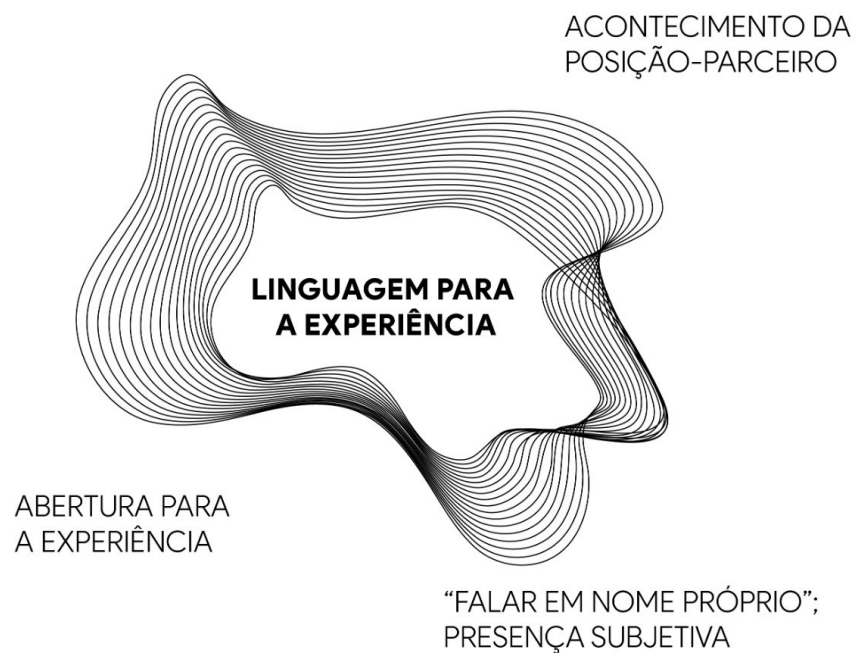 ACONTECIMENTO DA
POSIÇÃO-PARCEIRO
LINGUAGEM PARA
A EXPERIÊNCIA
ABERTURA PARA
A EXPERIÊNCIA
“FALAR EM NOME PRÓPRIO”;
PRESENÇA SUBJETIVA